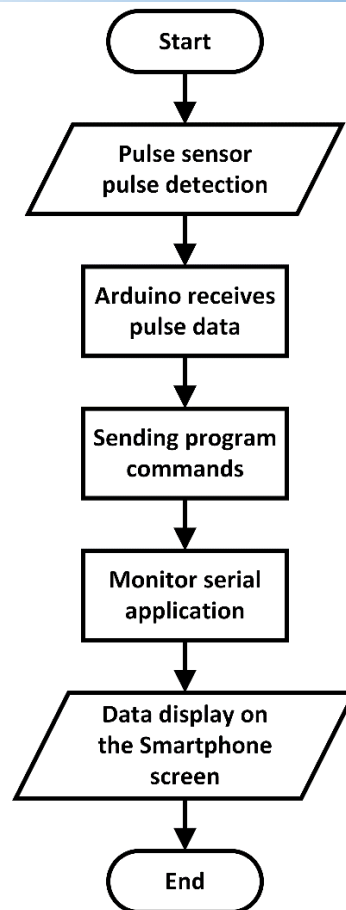 Start
Pulse sensor
pulse detection
Arduino receives
pulse data
Sending program
commands
Monitor serial
application
Data display on
the Smartphone
screen
End